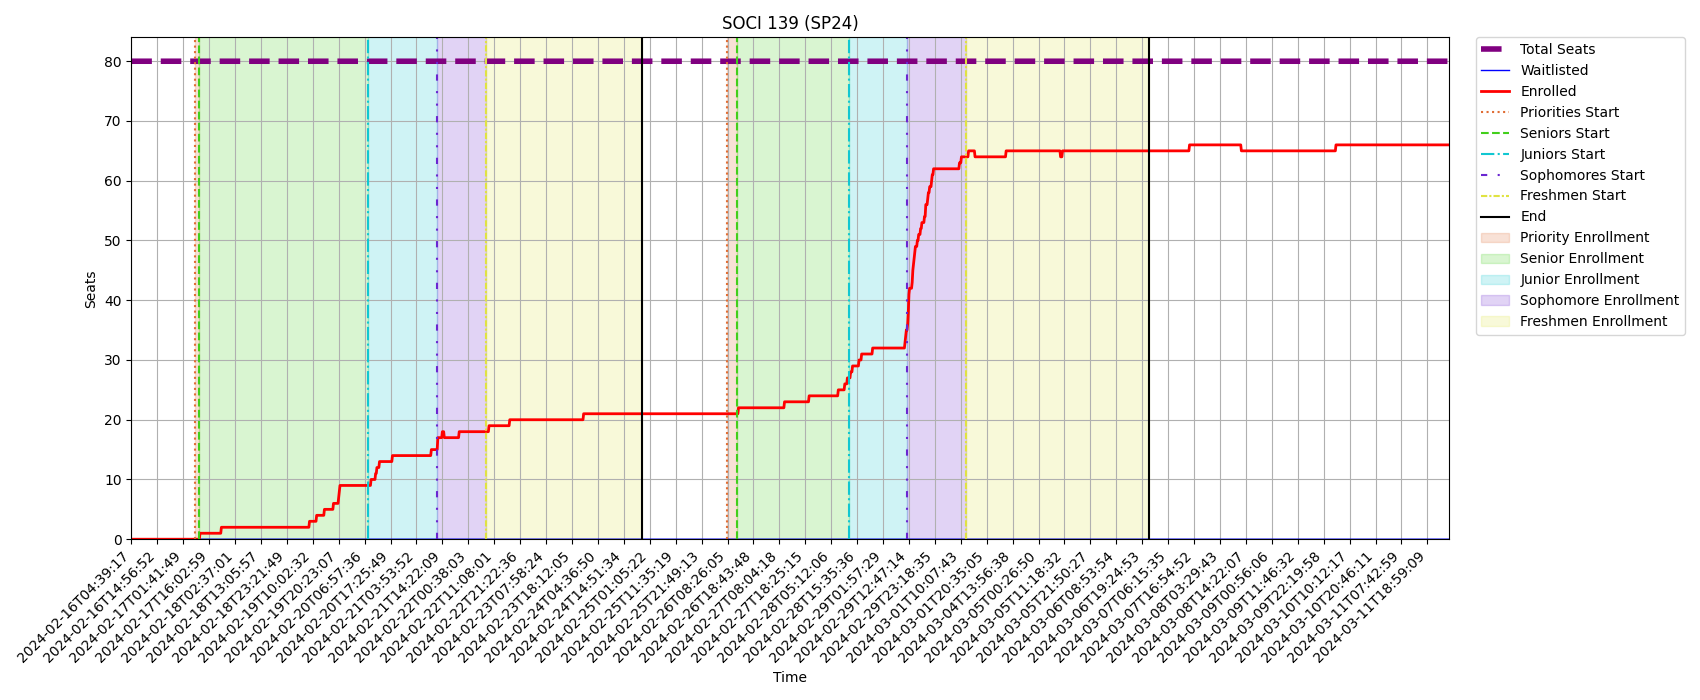 SOCI 139 (SP24)
Seats
80
70
60
50
40
30
20
10
0
2024-02-16T04:39:17
2024-02-16T14:56:52
2024-02-17T01:41:49
2024-02-17T16:02:59
2024-02-18T02:37:01
2024-02-18T13:05:57
2024-02-18T23:21:49
2024-02-19T10:02:32
2024-02-19T20:23:07
2024-02-20T06:57:36
2024-02-20T17:25:49
2024-02-21T03:53:52
2024-02-21T14:22:09
2024-02-22T00:38:03
2024-02-22T11:08:01
2024-02-22T21:22:36
2024-02-23T07:58:24
2024-02-23T18:12:05
2024-02-24T04:36:50
2024-02-24T14:51:34
2024-02-25T01:05:22
2024-02-25T11:35:19
2024-02-25T21:49:13
2024-02-26T08:26:05
2024-02-26T18:43:48
2024-02-27T08:04:18
2024-02-27T18:25:15
2024-02-28T05:12:06
2024-02-28T15:35:36
2024-02-29T01:57:29
2024-02-29T12:47:14
2024-02-29T23:18:35
2024-03-01T10:07:43
2024-03-01T20:35:05
2024-03-04T13:56:38
2024-03-05T00:26:50
2024-03-05T11:18:32
2024-03-05T21:50:27
2024-03-06T08:53:54
2024-03-06T19:24:53
2024-03-07T06:15:35
2024-03-07T16:54:52
2024-03-08T03:29:43
2024-03-08T14:22:07
2024-03-09T00:56:06
2024-03-09T11:46:32
2024-03-09T22:19:58
2024-03-10T10:12:17
2024-03-10T20:46:11
2024-03-11T07:42:59
2024-03-11T18:59:09
Time
Total Seats
Waitlisted
Enrolled
Priorities Start
Seniors Start
Juniors Start
Sophomores Start
Freshmen Start
End
Priority Enrollment
Senior Enrollment
Junior Enrollment
Sophomore Enrollment
Freshmen Enrollment